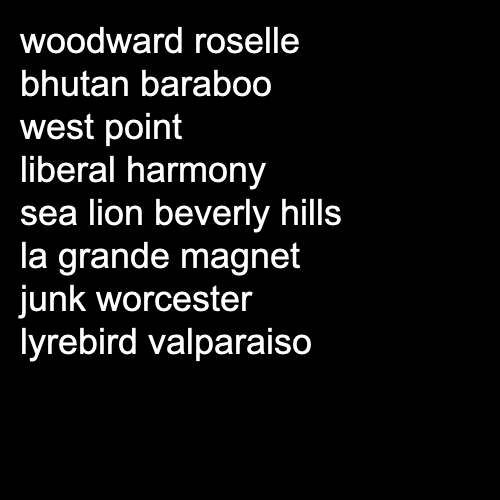 woodward roselle
bhutan baraboo
west point
liberal harmony
sea lion beverly hills
la grande magnet
junk worcester
lyrebird valparaiso